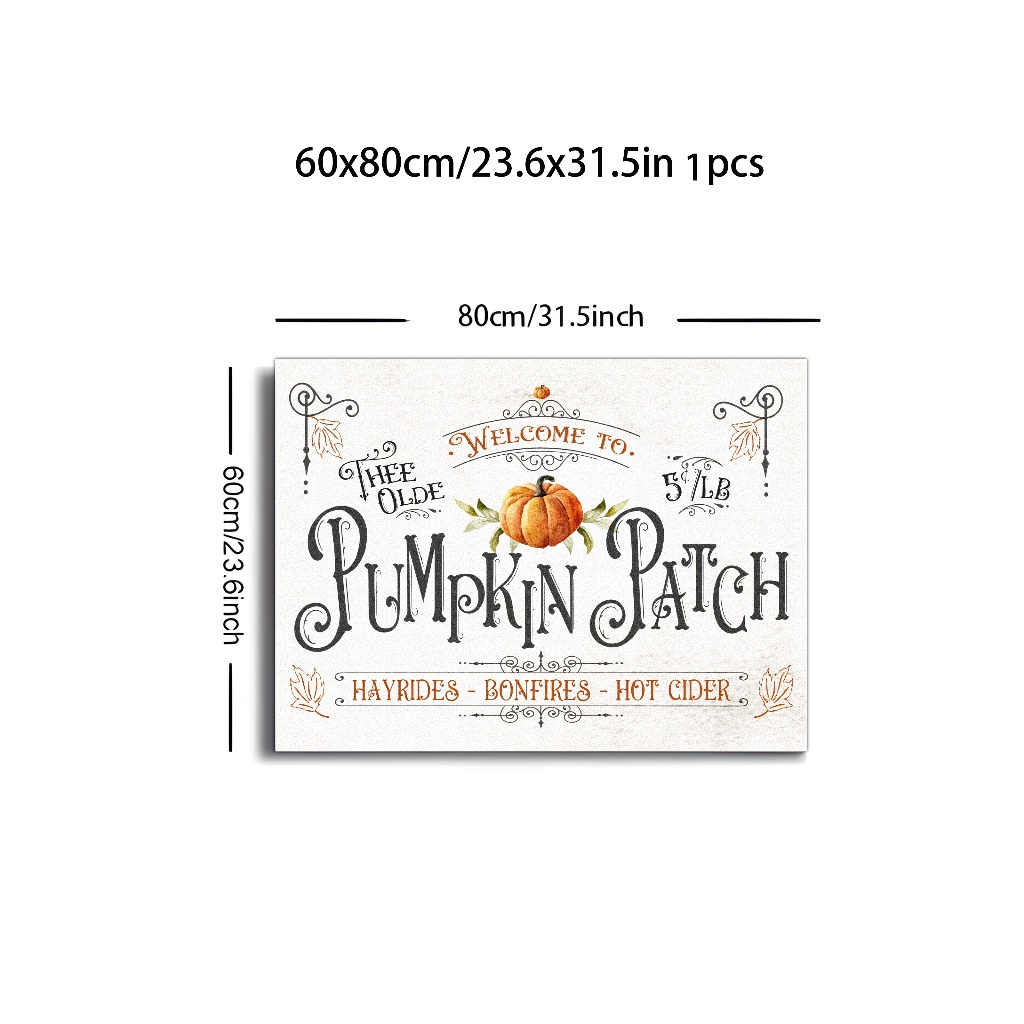 60x80cm/23.6x31.5in 1pcs
80cm/31.5inch
60cm/23.6inch
·WELCOME TO·
THEE
OLDE
5¢/LB
PUMPKIN PATCH
HAYRIDES - BONFIRES - HOT CIDER